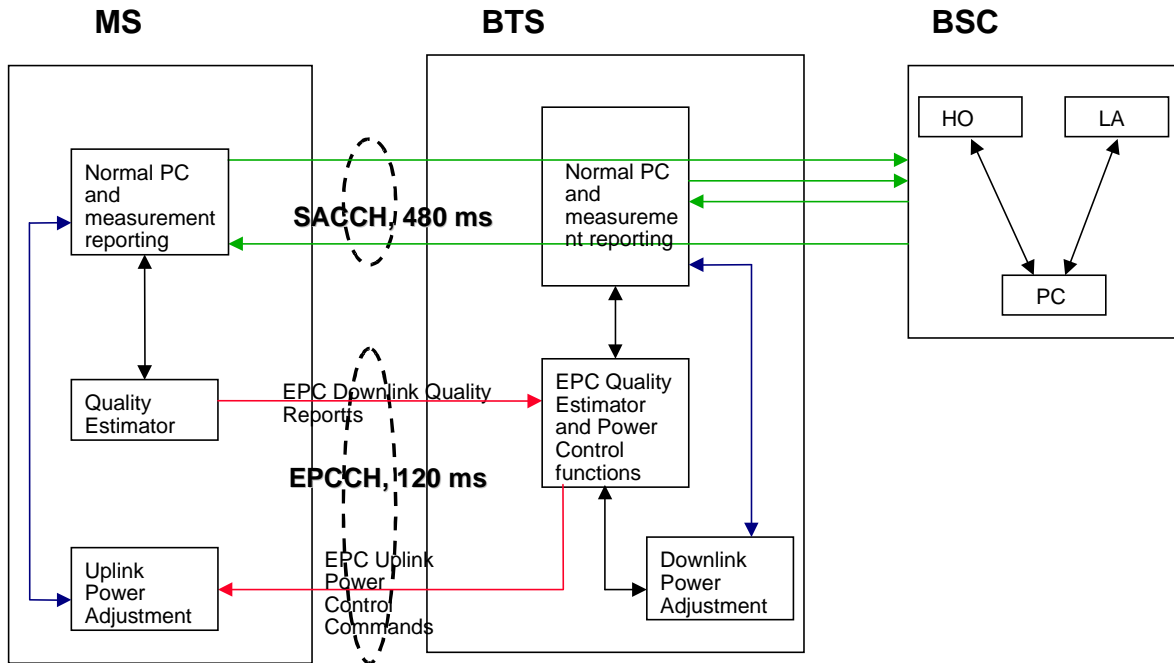 MS
BTS
BSC
HO
LA
PC
Normal PC
and
measurement
reporting
SACCH, 480 ms
Normal PC
and
measureme
nt reporting
Quality
Estimator
EPC Downlink Quality
Reportts
EPC Quality
Estimator
and Power
Control
functions
EPCCH, 120 ms
Uplink
Power
Adjustment
EPC Uplink
Power
Control
Commands
Downlink
Power
Adjustment